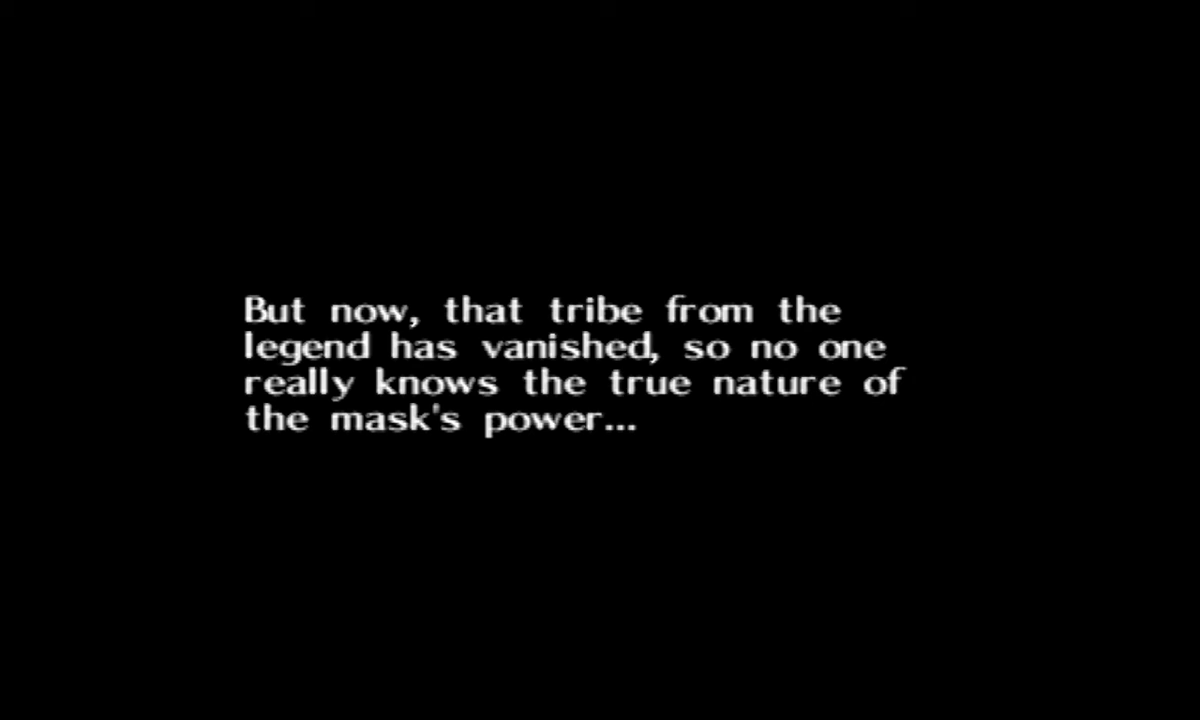 But now, that tribe from the
legend has vanished, so no one
really knows the true nature of
the mask's power...